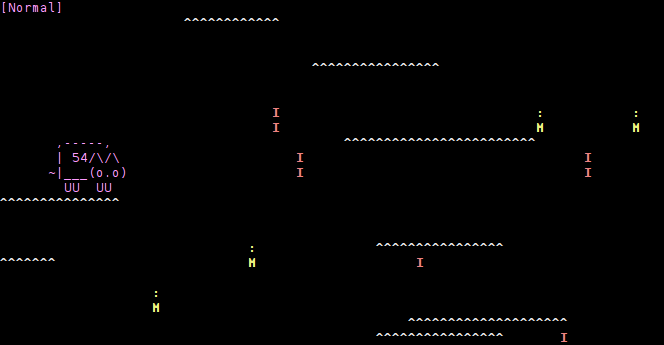 [Normal]
^^^^^^^^^^^^
^^^^^^^^^^^^^^^^
I : :
I M M
,-----, ^^^^^^^^^^^^^^^^^^^^^^^^
| 54/\/\ I I
~|___(o.o) I I
UU UU
^^^^^^^^^^^^^^^
: ^^^^^^^^^^^^^^^^
^^^^^^^ M I
:
M
^^^^^^^^^^^^^^^^^^^^
^^^^^^^^^^^^^^^^ I